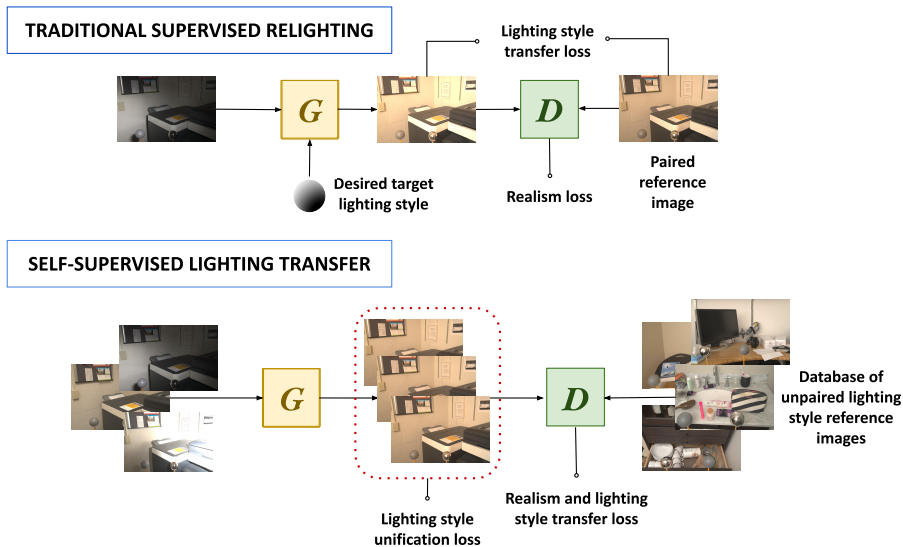 TRADITIONAL SUPERVISED RELIGHTING
Lighting style
transfer loss
G
D
Desired target
lighting style
Realism loss
Paired
reference
image
SELF-SUPERVISED LIGHTING TRANSFER
G
D
Database of
unpaired lighting
style reference
images
Lighting style
unification loss
Realism and lighting
style transfer loss